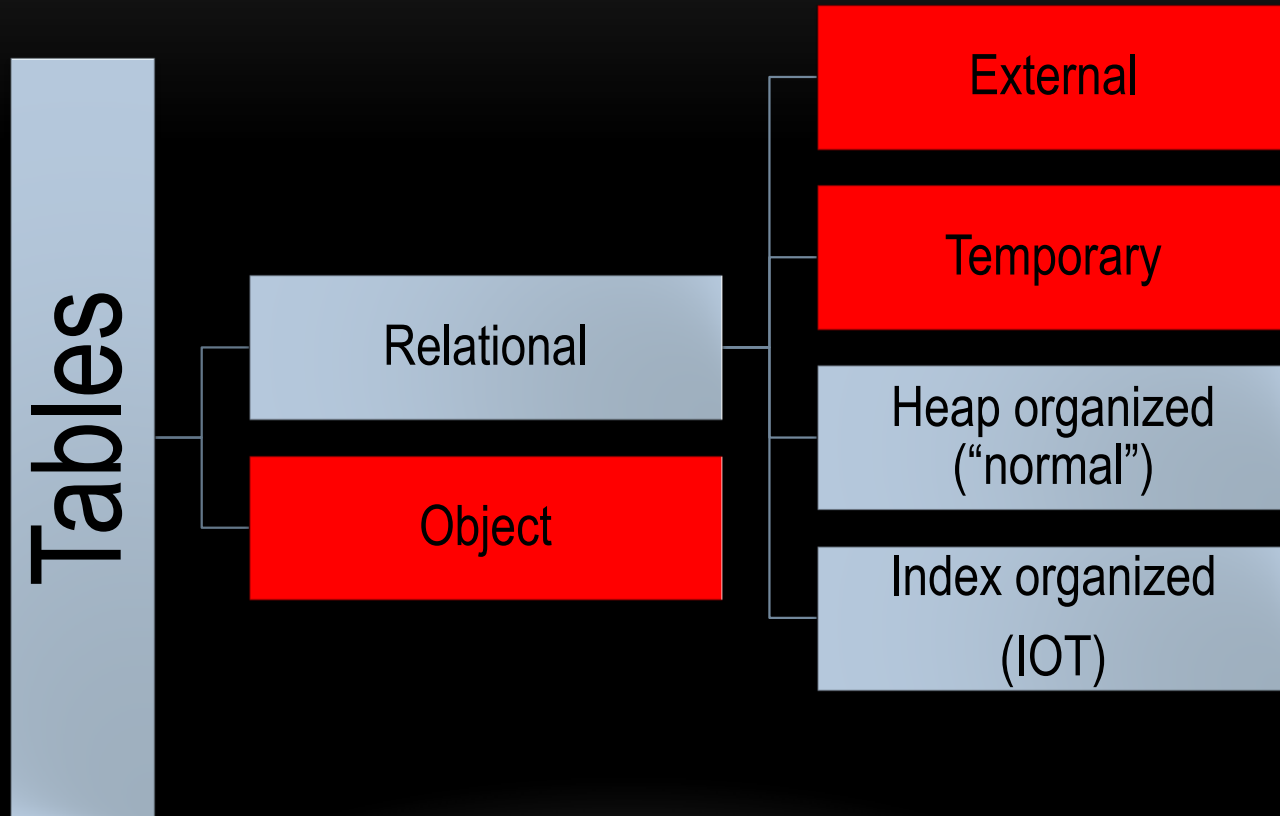 Tables
Relational
Object
External
Temporary
Heap organized
(“normal”)
Index organized
(IOT)